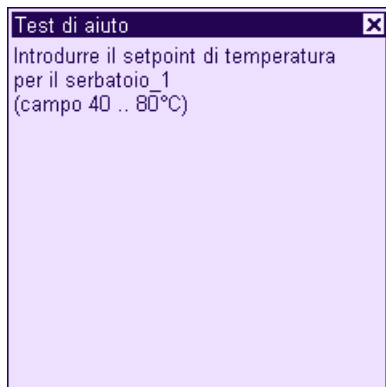 Test di aiuto
Introdurre il setpoint di temperatura
per il serbatoio_1
(campo 40 .. 80°C)